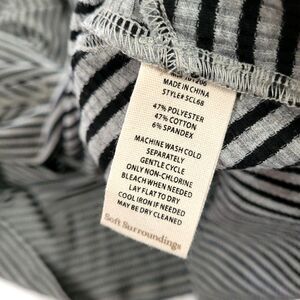 MADE IN CHINA
STYLE# 5CL68
47% POLYESTER
47% COTTON
6% SPANDEX
MACHINE WASH COLD
SEPARATELY
GENTLE CYCLE
ONLY NON-CHLORINE
BLEACH WHEN NEEDED
LAY FLAT TO DRY
COOL IRON IF NEEDED
MAY BE DRY CLEANED
Soft Surroundings